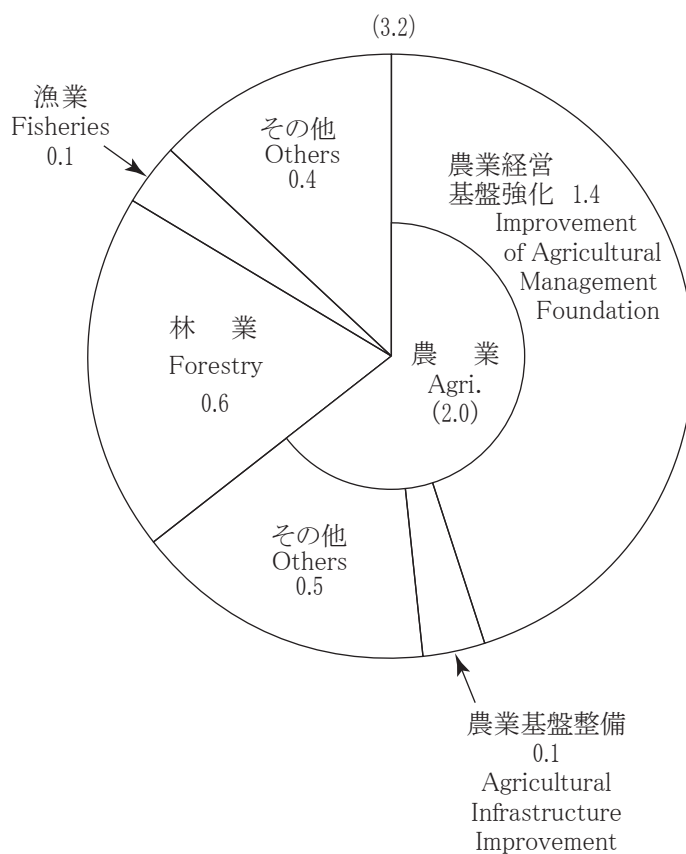 (3.2)
漁業
Fisheries
0.1
その他
Others
0.4
農業経営
基盤強化 1.4
Improvement
of Agricultural
Management
Foundation
林 業
Forestry
0.6
農 業
Agri.
(2.0)
その他
Others
0.5
農業基盤整備
0.1
Agricultural
Infrastructure
Improvement